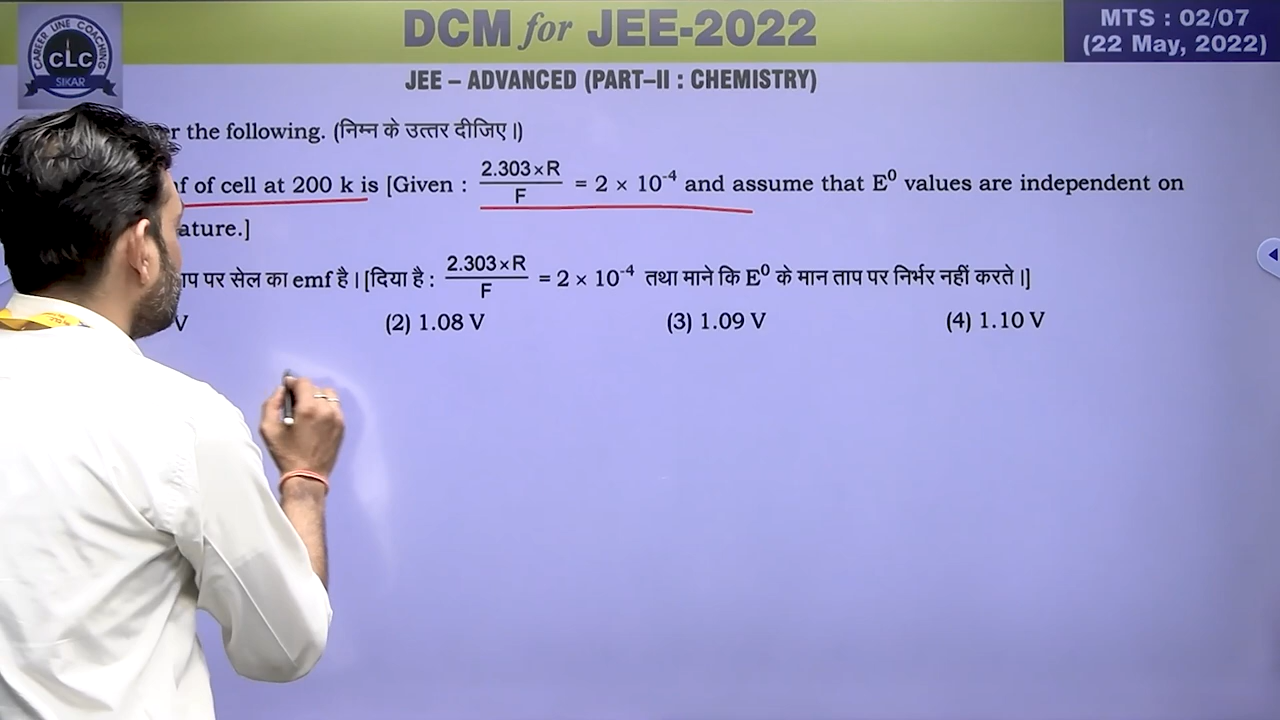 DCM for JEE-2022
MTS : 02/07
(22 May, 2022)
CAREER LINE COACHING
CLC
SIKAR
JEE – ADVANCED (PART–II : CHEMISTRY)
the following. (निम्न के उत्तर दीजिए।)
of cell at 200 k is [Given : 2.303×R / F = 2 × 10⁻⁴ and assume that E⁰ values are independent on
पर सेल का emf है। [दिया है : 2.303×R / F = 2 × 10⁻⁴ तथा माने कि E⁰ के मान ताप पर निर्भर नहीं करते।]
V (2) 1.08 V (3) 1.09 V (4) 1.10 V